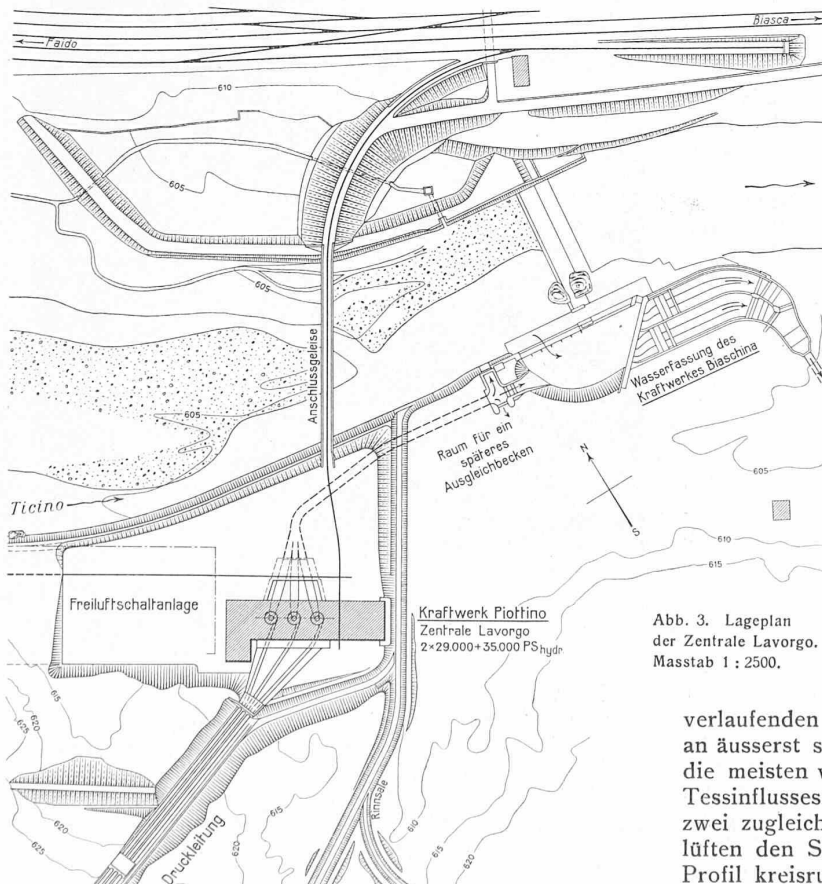 Faido
Biasca
610
605
605
605
Anschlussgeleise
Wasserfassung des
Kraftwerkes Biaschina
Raum für ein
späteres
Ausgleichbecken
N
S
605
610
615
Ticino
Freiluftschaltanlage
Kraftwerk Piottino
Zentrale Lavorgo
2×29.000+35.000 PS hydr.
Abb. 3. Lageplan
der Zentrale Lavorgo.
Masstab 1 : 2500.
615
620
625
620
625
Druckleitung
620
615
Rinnsale
620
615
610
verlaufenden
an äusserst s
die meisten v
Tessinflusses
zwei zugleich
lüften den S
Profil kreisru